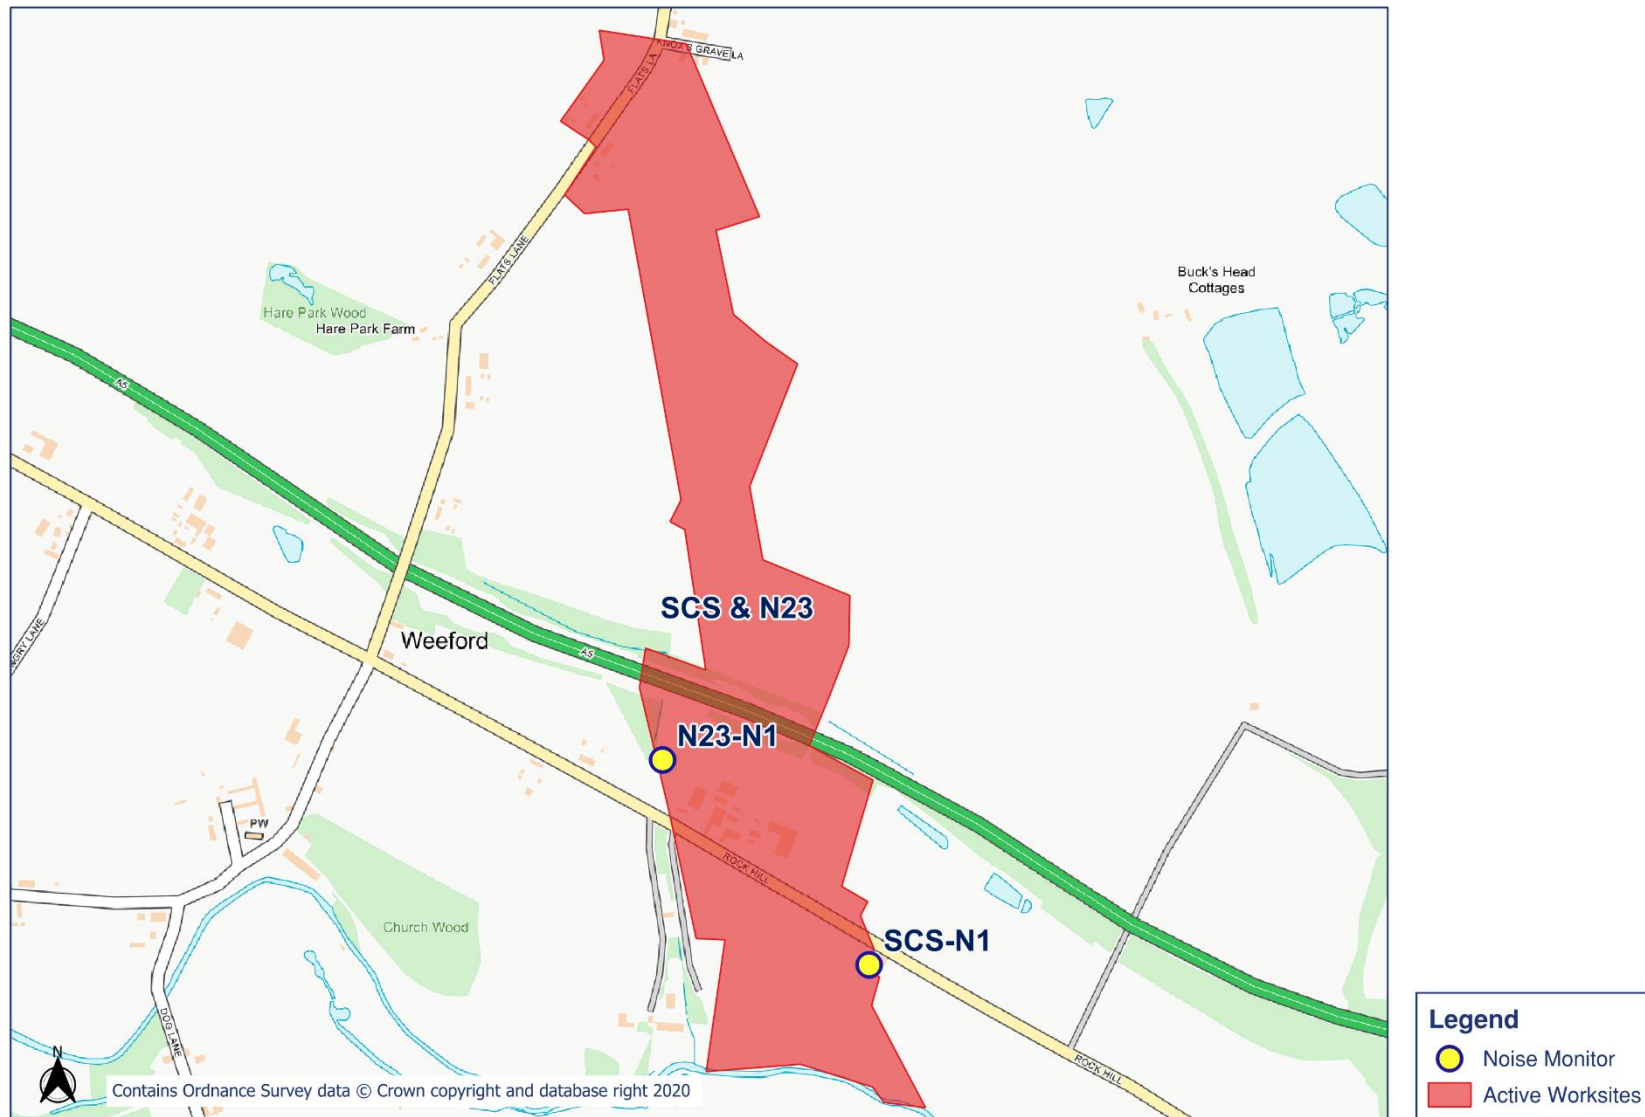 KNOX'S GRAVE LA
FLATS LA
FLATS LANE
Buck's Head
Cottages
Hare Park Wood
Hare Park Farm
A5
SCS & N23
Weeford
A5
N23-N1
PW
ROCK HILL
Church Wood
SCS-N1
DOG LANE
ROCK HILL
N
Contains Ordnance Survey data © Crown copyright and database right 2020
Legend
Noise Monitor
Active Worksites